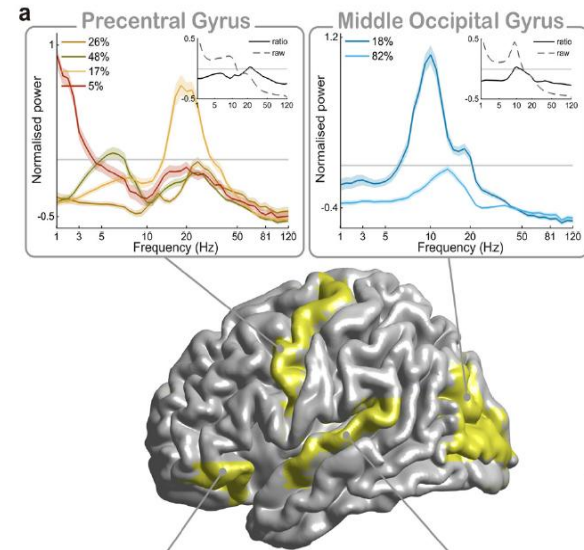 a
Precentral Gyrus
Middle Occipital Gyrus
Normalised power
1
-0.5
26%
48%
17%
5%
0.5
-0.5
ratio
raw
1 5 10 20 50 120
1 3 5 10 20 50 81 120
Frequency (Hz)
Normalised power
1.2
-0.4
18%
82%
0.5
-0.5
ratio
raw
1 5 10 20 50 120
1 3 5 10 20 50 81 120
Frequency (Hz)